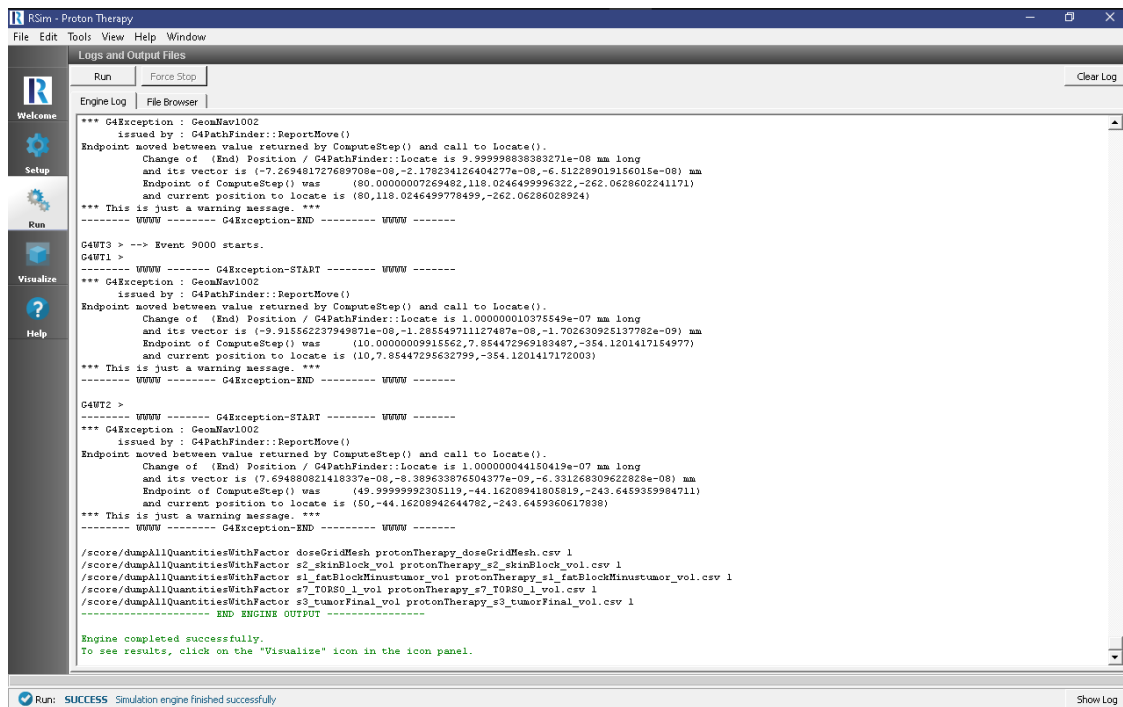 RSim - Proton Therapy
File Edit Tools View Help Window
Logs and Output Files
Run Force Stop Clear Log
Engine Log File Browser
Welcome
Setup
Run
Visualize
Help
*** G4Exception : GeomNav1002
issued by : G4PathFinder::ReportMove()
Endpoint moved between value returned by ComputeStep() and call to Locate().
Change of (End) Position / G4PathFinder::Locate is 9.999998838383271e-08 mm long
and its vector is (-7.269481727689708e-08,-2.178234126404277e-08,-6.512289019156015e-08) mm
Endpoint of ComputeStep() was (80.00000007269482,118.0246499996322,-262.0628602241171)
and current position to locate is (80,118.0246499778499,-262.06286028924)
*** This is just a warning message. ***
-------- WWWW -------- G4Exception-END --------- WWWW -------
G4WT3 > --> Event 9000 starts.
G4WT1 >
-------- WWWW ------- G4Exception-START -------- WWWW -------
*** G4Exception : GeomNav1002
issued by : G4PathFinder::ReportMove()
Endpoint moved between value returned by ComputeStep() and call to Locate().
Change of (End) Position / G4PathFinder::Locate is 1.000000010375549e-07 mm long
and its vector is (-9.915562237949871e-08,-1.285549711127487e-08,-1.702630925137782e-09) mm
Endpoint of ComputeStep() was (10.00000009915562,7.854472969183487,-354.1201417154977)
and current position to locate is (10,7.85447295632799,-354.1201417172003)
*** This is just a warning message. ***
-------- WWWW -------- G4Exception-END --------- WWWW -------
G4WT2 >
-------- WWWW ------- G4Exception-START -------- WWWW -------
*** G4Exception : GeomNav1002
issued by : G4PathFinder::ReportMove()
Endpoint moved between value returned by ComputeStep() and call to Locate().
Change of (End) Position / G4PathFinder::Locate is 1.000000044150419e-07 mm long
and its vector is (7.694880821418337e-08,-8.389633876504377e-09,-6.331268309622828e-08) mm
Endpoint of ComputeStep() was (49.99999992305119,-44.16208941805819,-243.6459359984711)
and current position to locate is (50,-44.16208942644782,-243.6459360617838)
*** This is just a warning message. ***
-------- WWWW -------- G4Exception-END --------- WWWW -------
/score/dumpAllQuantitiesWithFactor doseGridMesh protonTherapy_doseGridMesh.csv 1
/score/dumpAllQuantitiesWithFactor s2_skinBlock_vol protonTherapy_s2_skinBlock_vol.csv 1
/score/dumpAllQuantitiesWithFactor s1_fatBlockMinustumor_vol protonTherapy_s1_fatBlockMinustumor_vol.csv 1
/score/dumpAllQuantitiesWithFactor s7_TORSO_1_vol protonTherapy_s7_TORSO_1_vol.csv 1
/score/dumpAllQuantitiesWithFactor s3_tumorFinal_vol protonTherapy_s3_tumorFinal_vol.csv 1
-------------------- END ENGINE OUTPUT ---------------
Engine completed successfully.
To see results, click on the "Visualize" icon in the icon panel.
Run: SUCCESS Simulation engine finished successfully Show Log